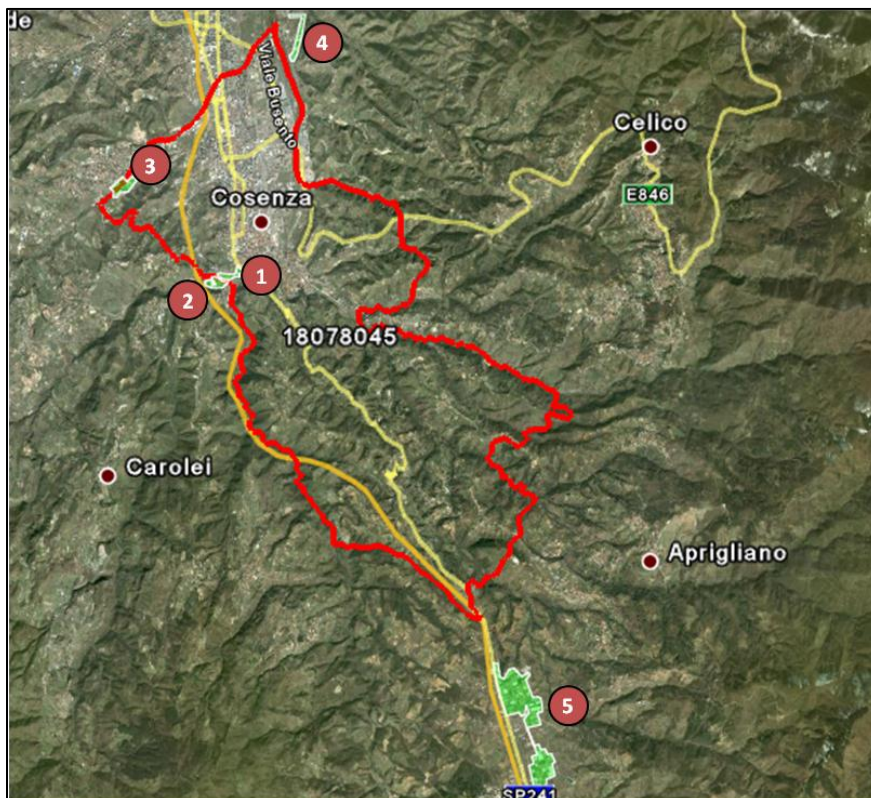 de
4
Viale Busento
Celico
3
E846
Cosenza
1
2
18078045
Carolei
Aprigliano
5
SP241